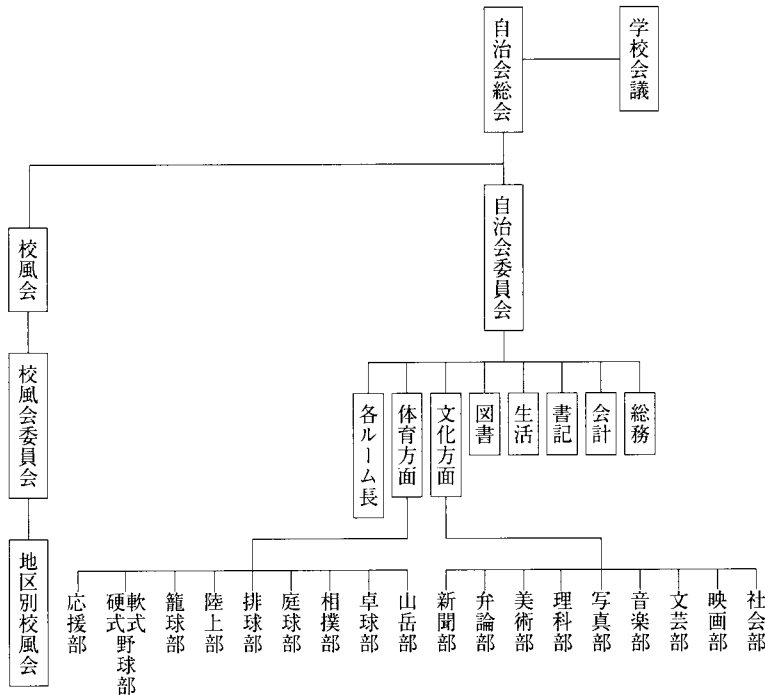 学校会議
自治会総会
自治会委員会
校風会
校風会委員会
地区別校風会
総務
会計
書記
生活
図書
文化方面
体育方面
各ルーム長
社会部
映画部
文芸部
音楽部
写真部
理科部
美術部
弁論部
新聞部
山岳部
卓球部
相撲部
庭球部
排球部
陸上部
籠球部
軟式
硬式野球部
応援部